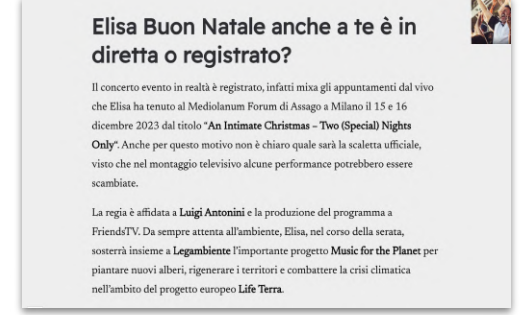 Elisa Buon Natale anche a te è in
diretta o registrato?
Il concerto evento in realtà è registrato, infatti mixa gli appuntamenti dal vivo
che Elisa ha tenuto al Mediolanum Forum di Assago a Milano il 15 e 16
dicembre 2023 dal titolo “An Intimate Christmas – Two (Special) Nights
Only“. Anche per questo motivo non è chiaro quale sarà la scaletta ufficiale,
visto che nel montaggio televisivo alcune performance potrebbero essere
scambiate.
La regia è affidata a Luigi Antonini e la produzione del programma a
FriendsTV. Da sempre attenta all’ambiente, Elisa, nel corso della serata,
sosterrà insieme a Legambiente l’importante progetto Music for the Planet per
piantare nuovi alberi, rigenerare i territori e combattere la crisi climatica
nell’ambito del progetto europeo Life Terra.